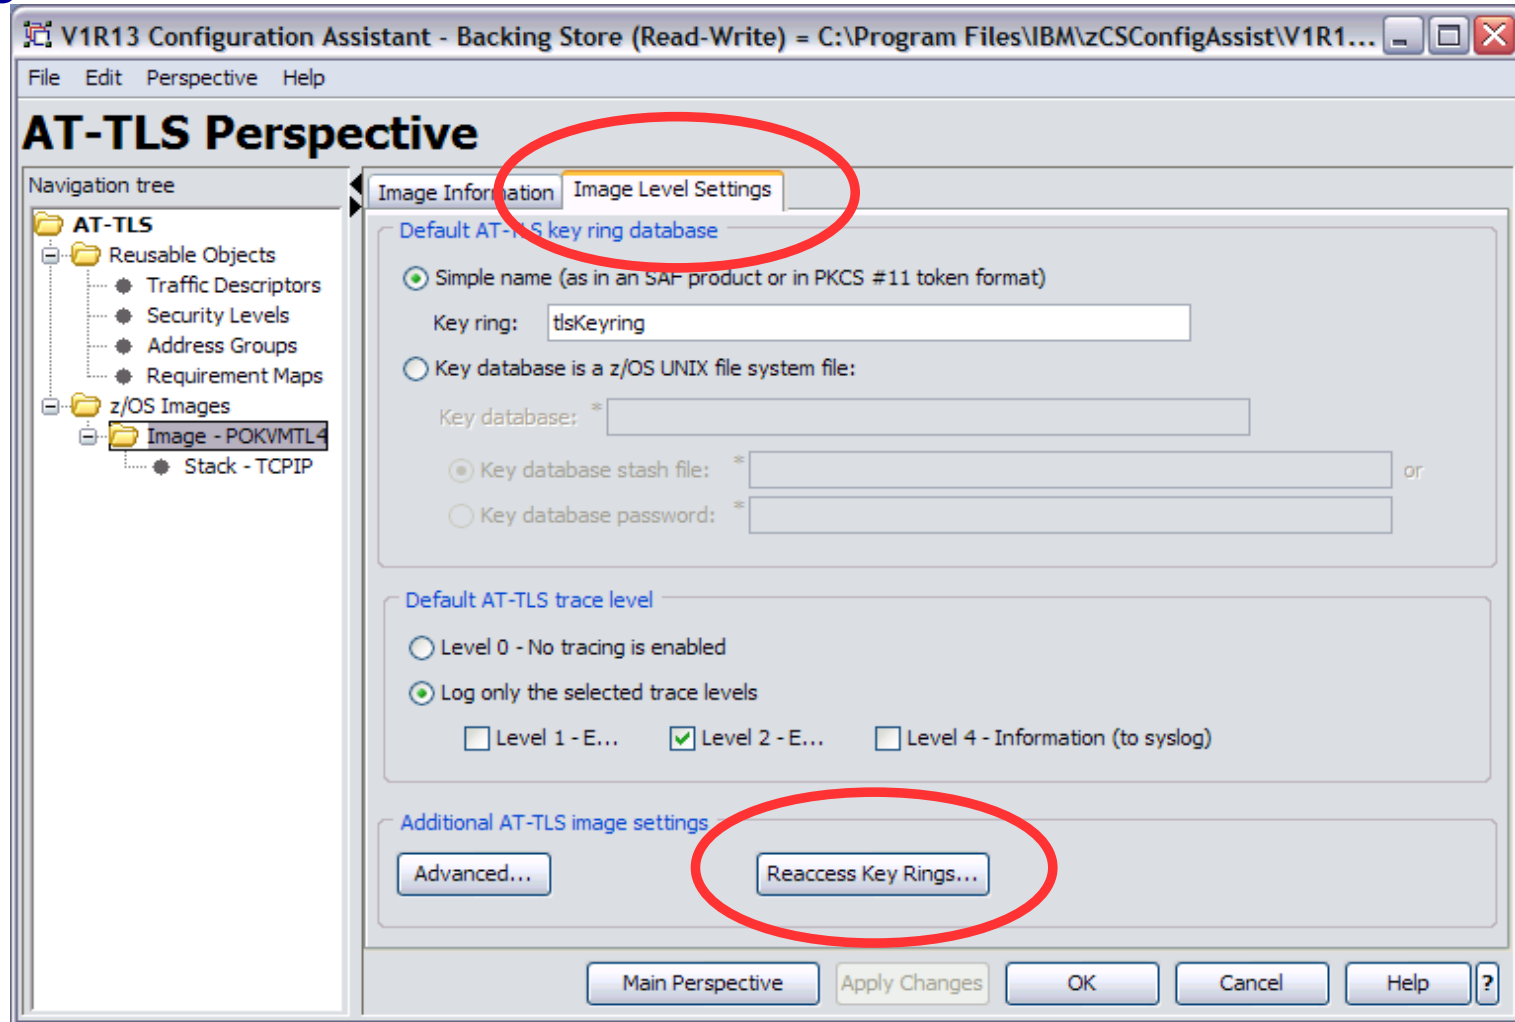 V1R13 Configuration Assistant - Backing Store (Read-Write) = C:\Program Files\IBM\zCSConfigAssist\V1R1...
File Edit Perspective Help
AT-TLS Perspective
Navigation tree
AT-TLS
Reusable Objects
Traffic Descriptors
Security Levels
Address Groups
Requirement Maps
z/OS Images
Image - POKVMTL4
Stack - TCPIP
Image Information Image Level Settings
Default AT-TLS key ring database
Simple name (as in an SAF product or in PKCS #11 token format)
Key ring: tlsKeyring
Key database is a z/OS UNIX file system file:
Key database: *
Key database stash file: * or
Key database password: *
Default AT-TLS trace level
Level 0 - No tracing is enabled
Log only the selected trace levels
Level 1 - E... Level 2 - E... Level 4 - Information (to syslog)
Additional AT-TLS image settings
Advanced... Reaccess Key Rings...
Main Perspective Apply Changes OK Cancel Help ?